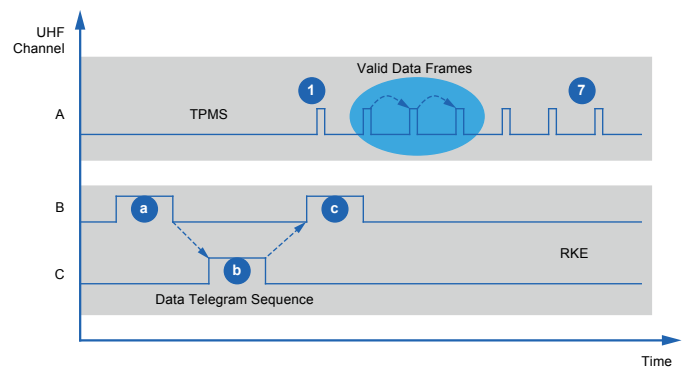 UHF
Channel
Valid Data Frames
1
7
A
TPMS
B
a
c
RKE
C
b
Data Telegram Sequence
Time